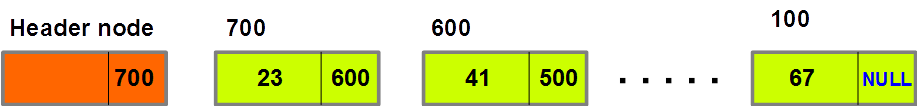 Header node 700 600 100
700 23 600 41 500 ..... 67 NULL